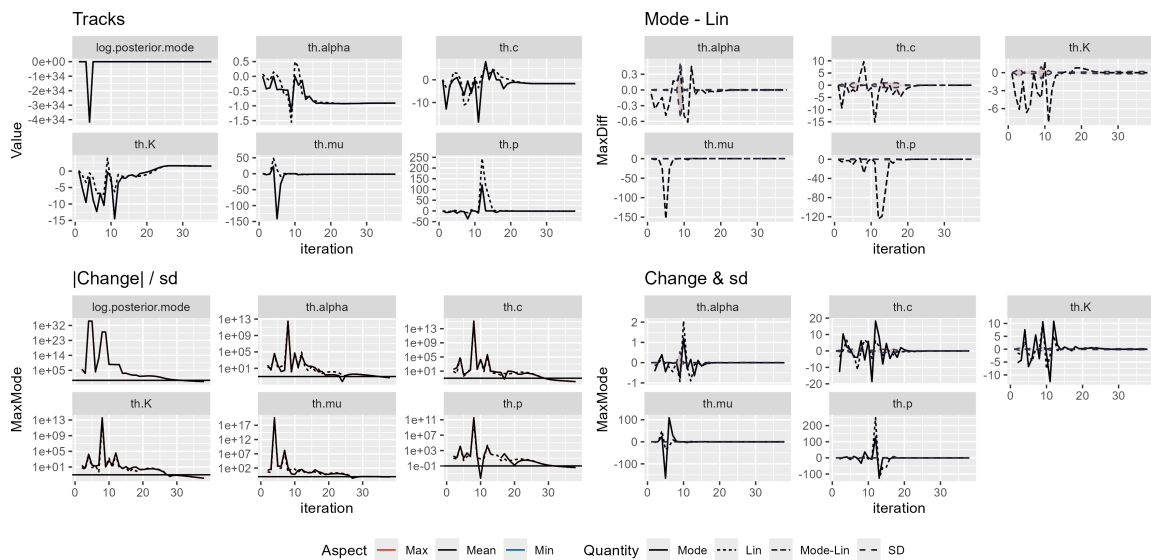 Tracks
log.posterior.mode
th.alpha
th.c
0e+00
-1e+34
-2e+34
-3e+34
-4e+34
0.5
0.0
-0.5
-1.0
-1.5
0
-10
Value
th.K
th.mu
th.p
0
-5
-10
-15
50
0
-50
-100
-150
250
200
150
100
50
0
-50
0 10 20 30
0 10 20 30
0 10 20 30
iteration
Mode - Lin
th.alpha
th.c
th.K
0.3
0.0
-0.3
-0.6
10
5
0
-5
-10
-15
0
-3
-6
0 10 20 30
MaxDiff
th.mu
th.p
0
-50
-100
-150
0
-40
-80
-120
0 10 20 30
0 10 20 30
iteration
|Change| / sd
log.posterior.mode
th.alpha
th.c
1e+32
1e+23
1e+14
1e+05
1e+13
1e+09
1e+05
1e+01
1e+13
1e+09
1e+05
1e+01
MaxMode
th.K
th.mu
th.p
1e+13
1e+09
1e+05
1e+01
1e+17
1e+12
1e+07
1e+02
1e+11
1e+07
1e+03
1e-01
0 10 20 30
0 10 20 30
0 10 20 30
iteration
Change & sd
th.alpha
th.c
th.K
2
1
0
-1
20
10
0
-10
-20
10
5
0
-5
-10
0 10 20 30
MaxMode
th.mu
th.p
100
0
-100
200
100
0
-100
0 10 20 30
0 10 20 30
iteration
Aspect Max Mean Min Quantity Mode Lin Mode-Lin SD